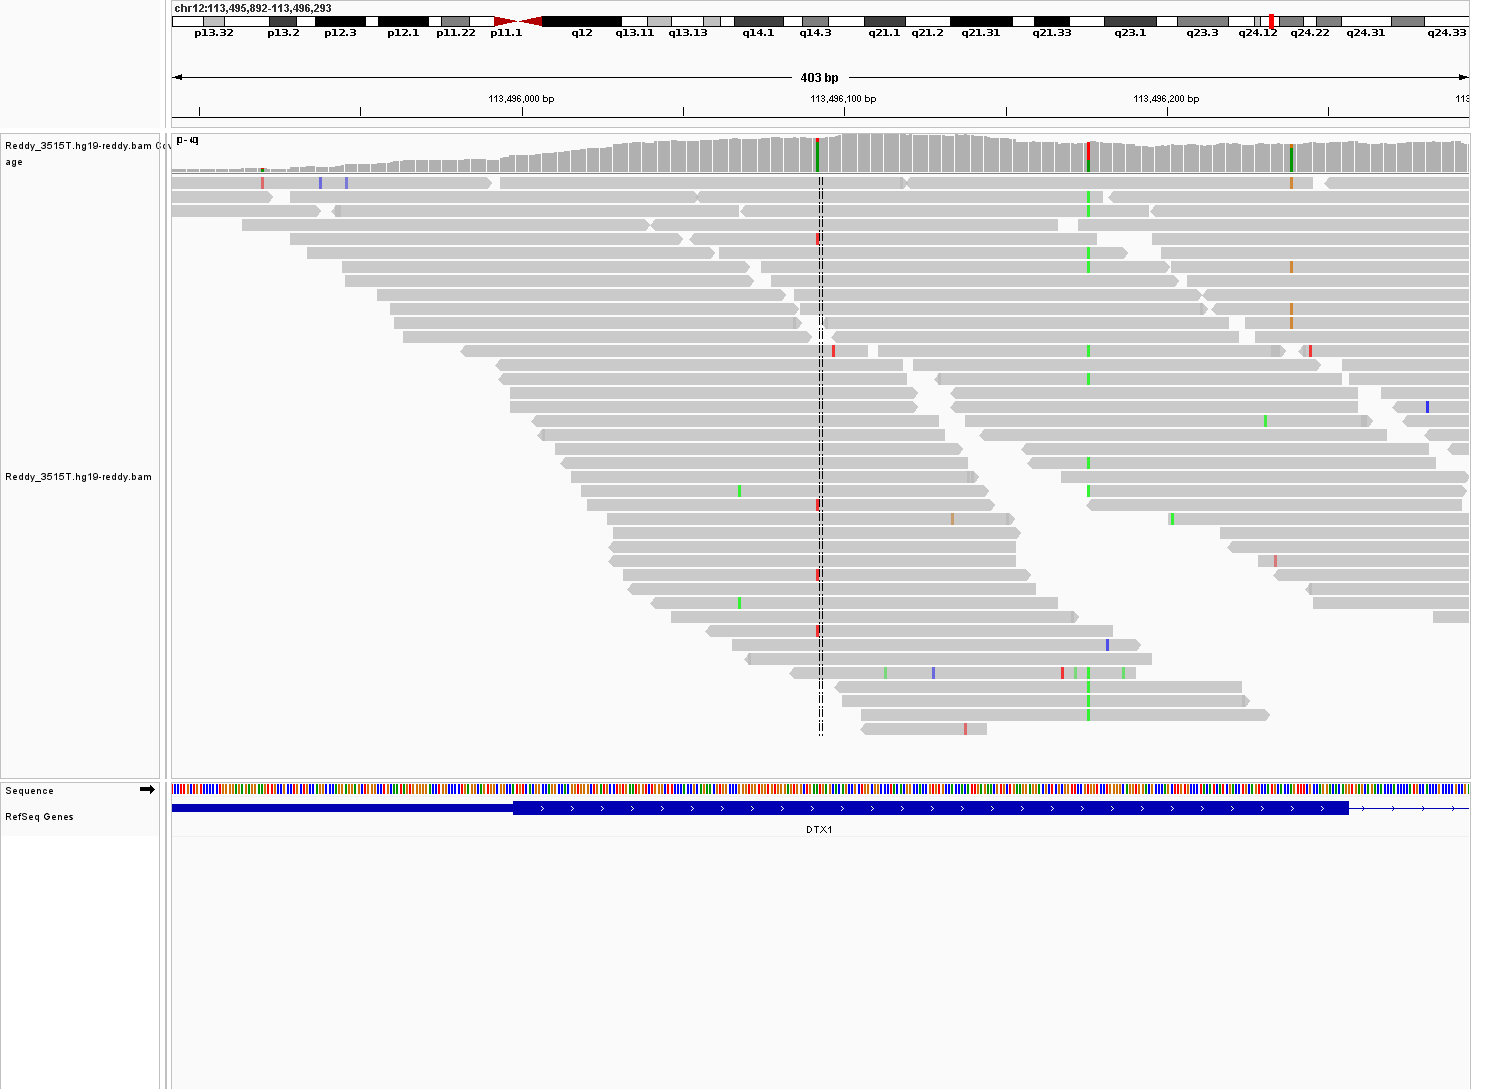 chr12:113,495,892-113,496,293
p13.32 p13.2 p12.3 p12.1 p11.22 p11.1 q12 q13.11 q13.13 q14.1 q14.3 q21.1 q21.2 q21.31 q21.33 q23.1 q23.3 q24.12 q24.22 q24.31 q24.33
403 bp
113,496,000 bp 113,496,100 bp 113,496,200 bp 113
Reddy_3515T.hg19-reddy.bam Cov
age
Reddy_3515T.hg19-reddy.bam
Sequence
RefSeq Genes
DTX1